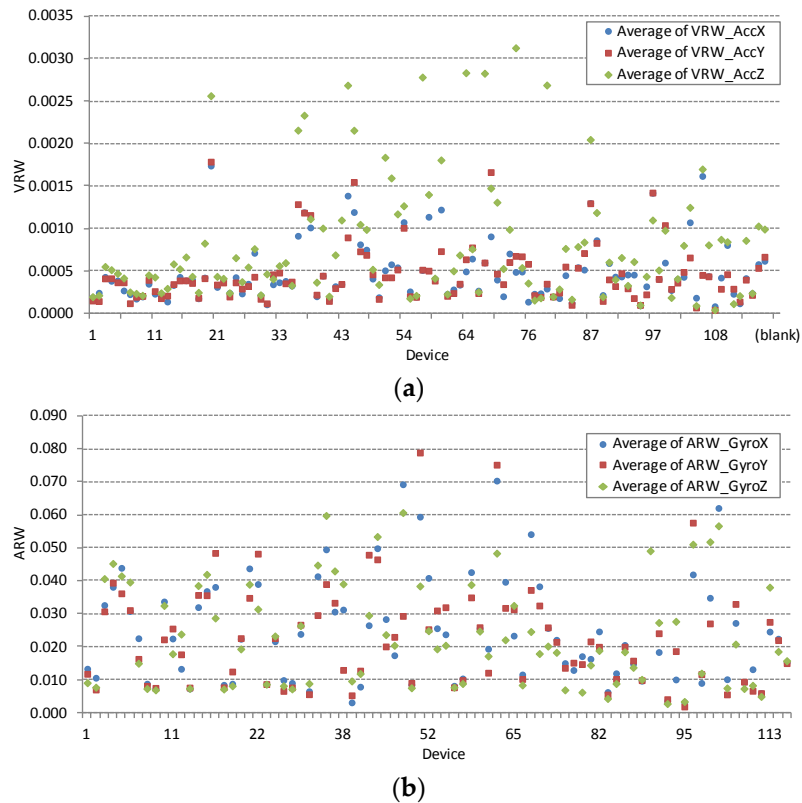 0.0035
0.0030
0.0025
0.0020
0.0015
0.0010
0.0005
0.0000
VRW
Average of VRW_AccX
Average of VRW_AccY
Average of VRW_AccZ
1 11 21 33 43 54 64 76 87 97 108 (blank)
Device
(a)
0.090
0.080
0.070
0.060
0.050
0.040
0.030
0.020
0.010
0.000
ARW
Average of ARW_GyroX
Average of ARW_GyroY
Average of ARW_GyroZ
1 11 22 38 52 65 82 95 113
Device
(b)